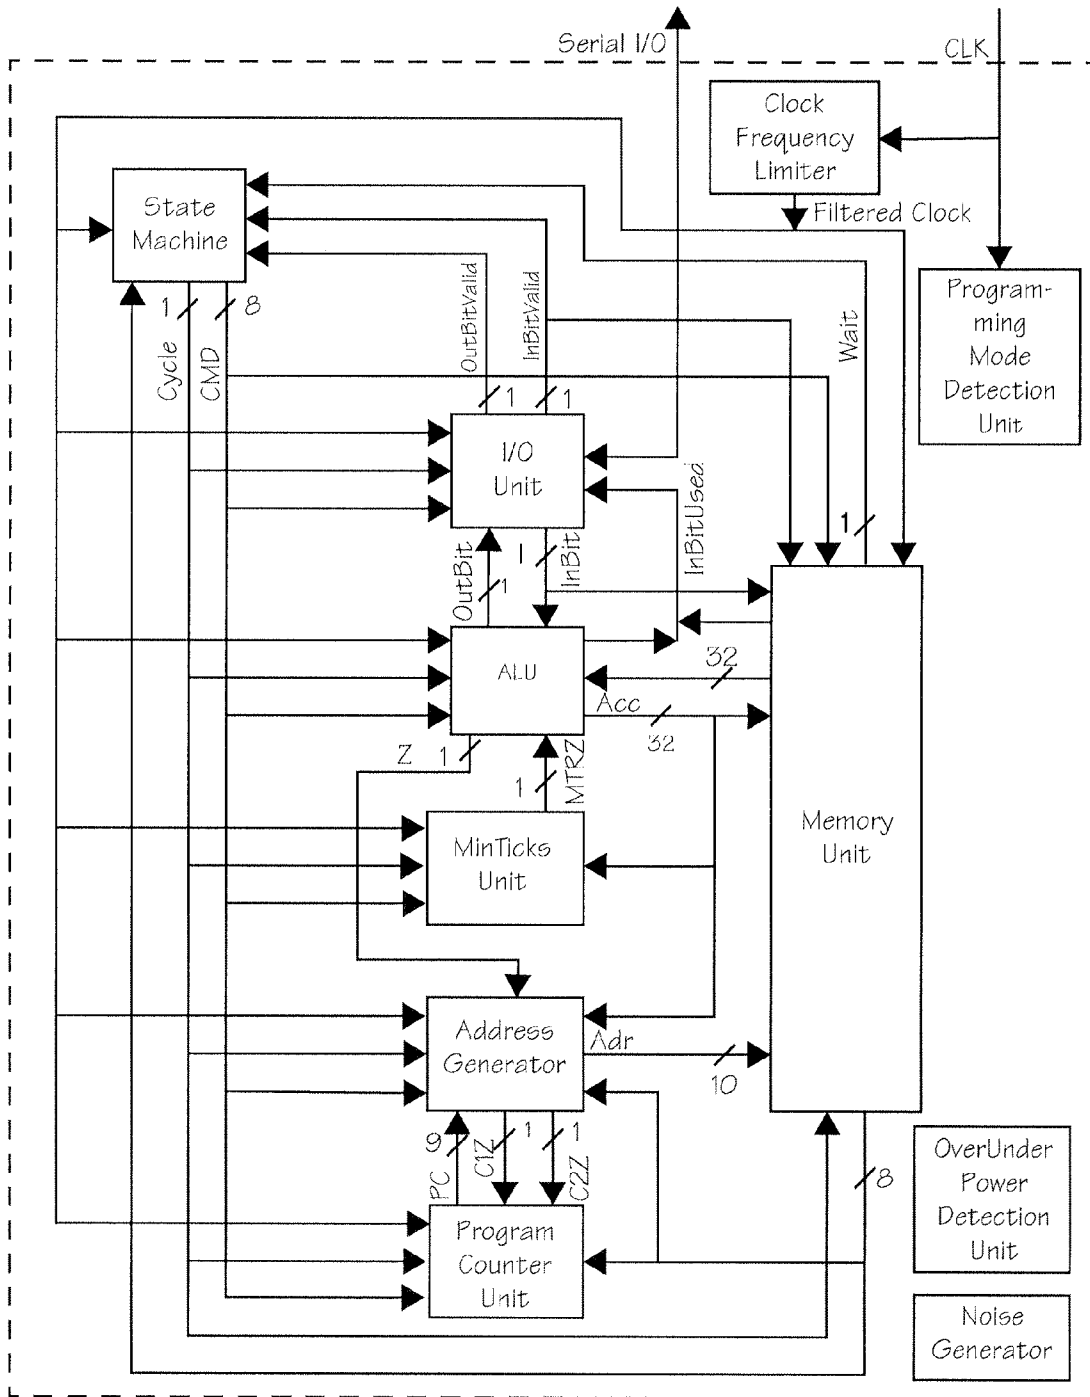 Serial I/O
CLK
Clock
Frequency
Limiter
Filtered Clock
State
Machine
Program-
ming
Mode
Detection
Unit
1
8
Cycle
CMD
OutBitValid
InBitValid
Wait
1
1
1
I/O
Unit
InBitUsed
OutBit
1
1
InBit
ALU
32
Acc
32
Z
1
1
MTRZ
MinTicks
Unit
Memory
Unit
Address
Generator
Adr
10
9
PC
C1Z
1
1
C2Z
8
Program
Counter
Unit
OverUnder
Power
Detection
Unit
Noise
Generator